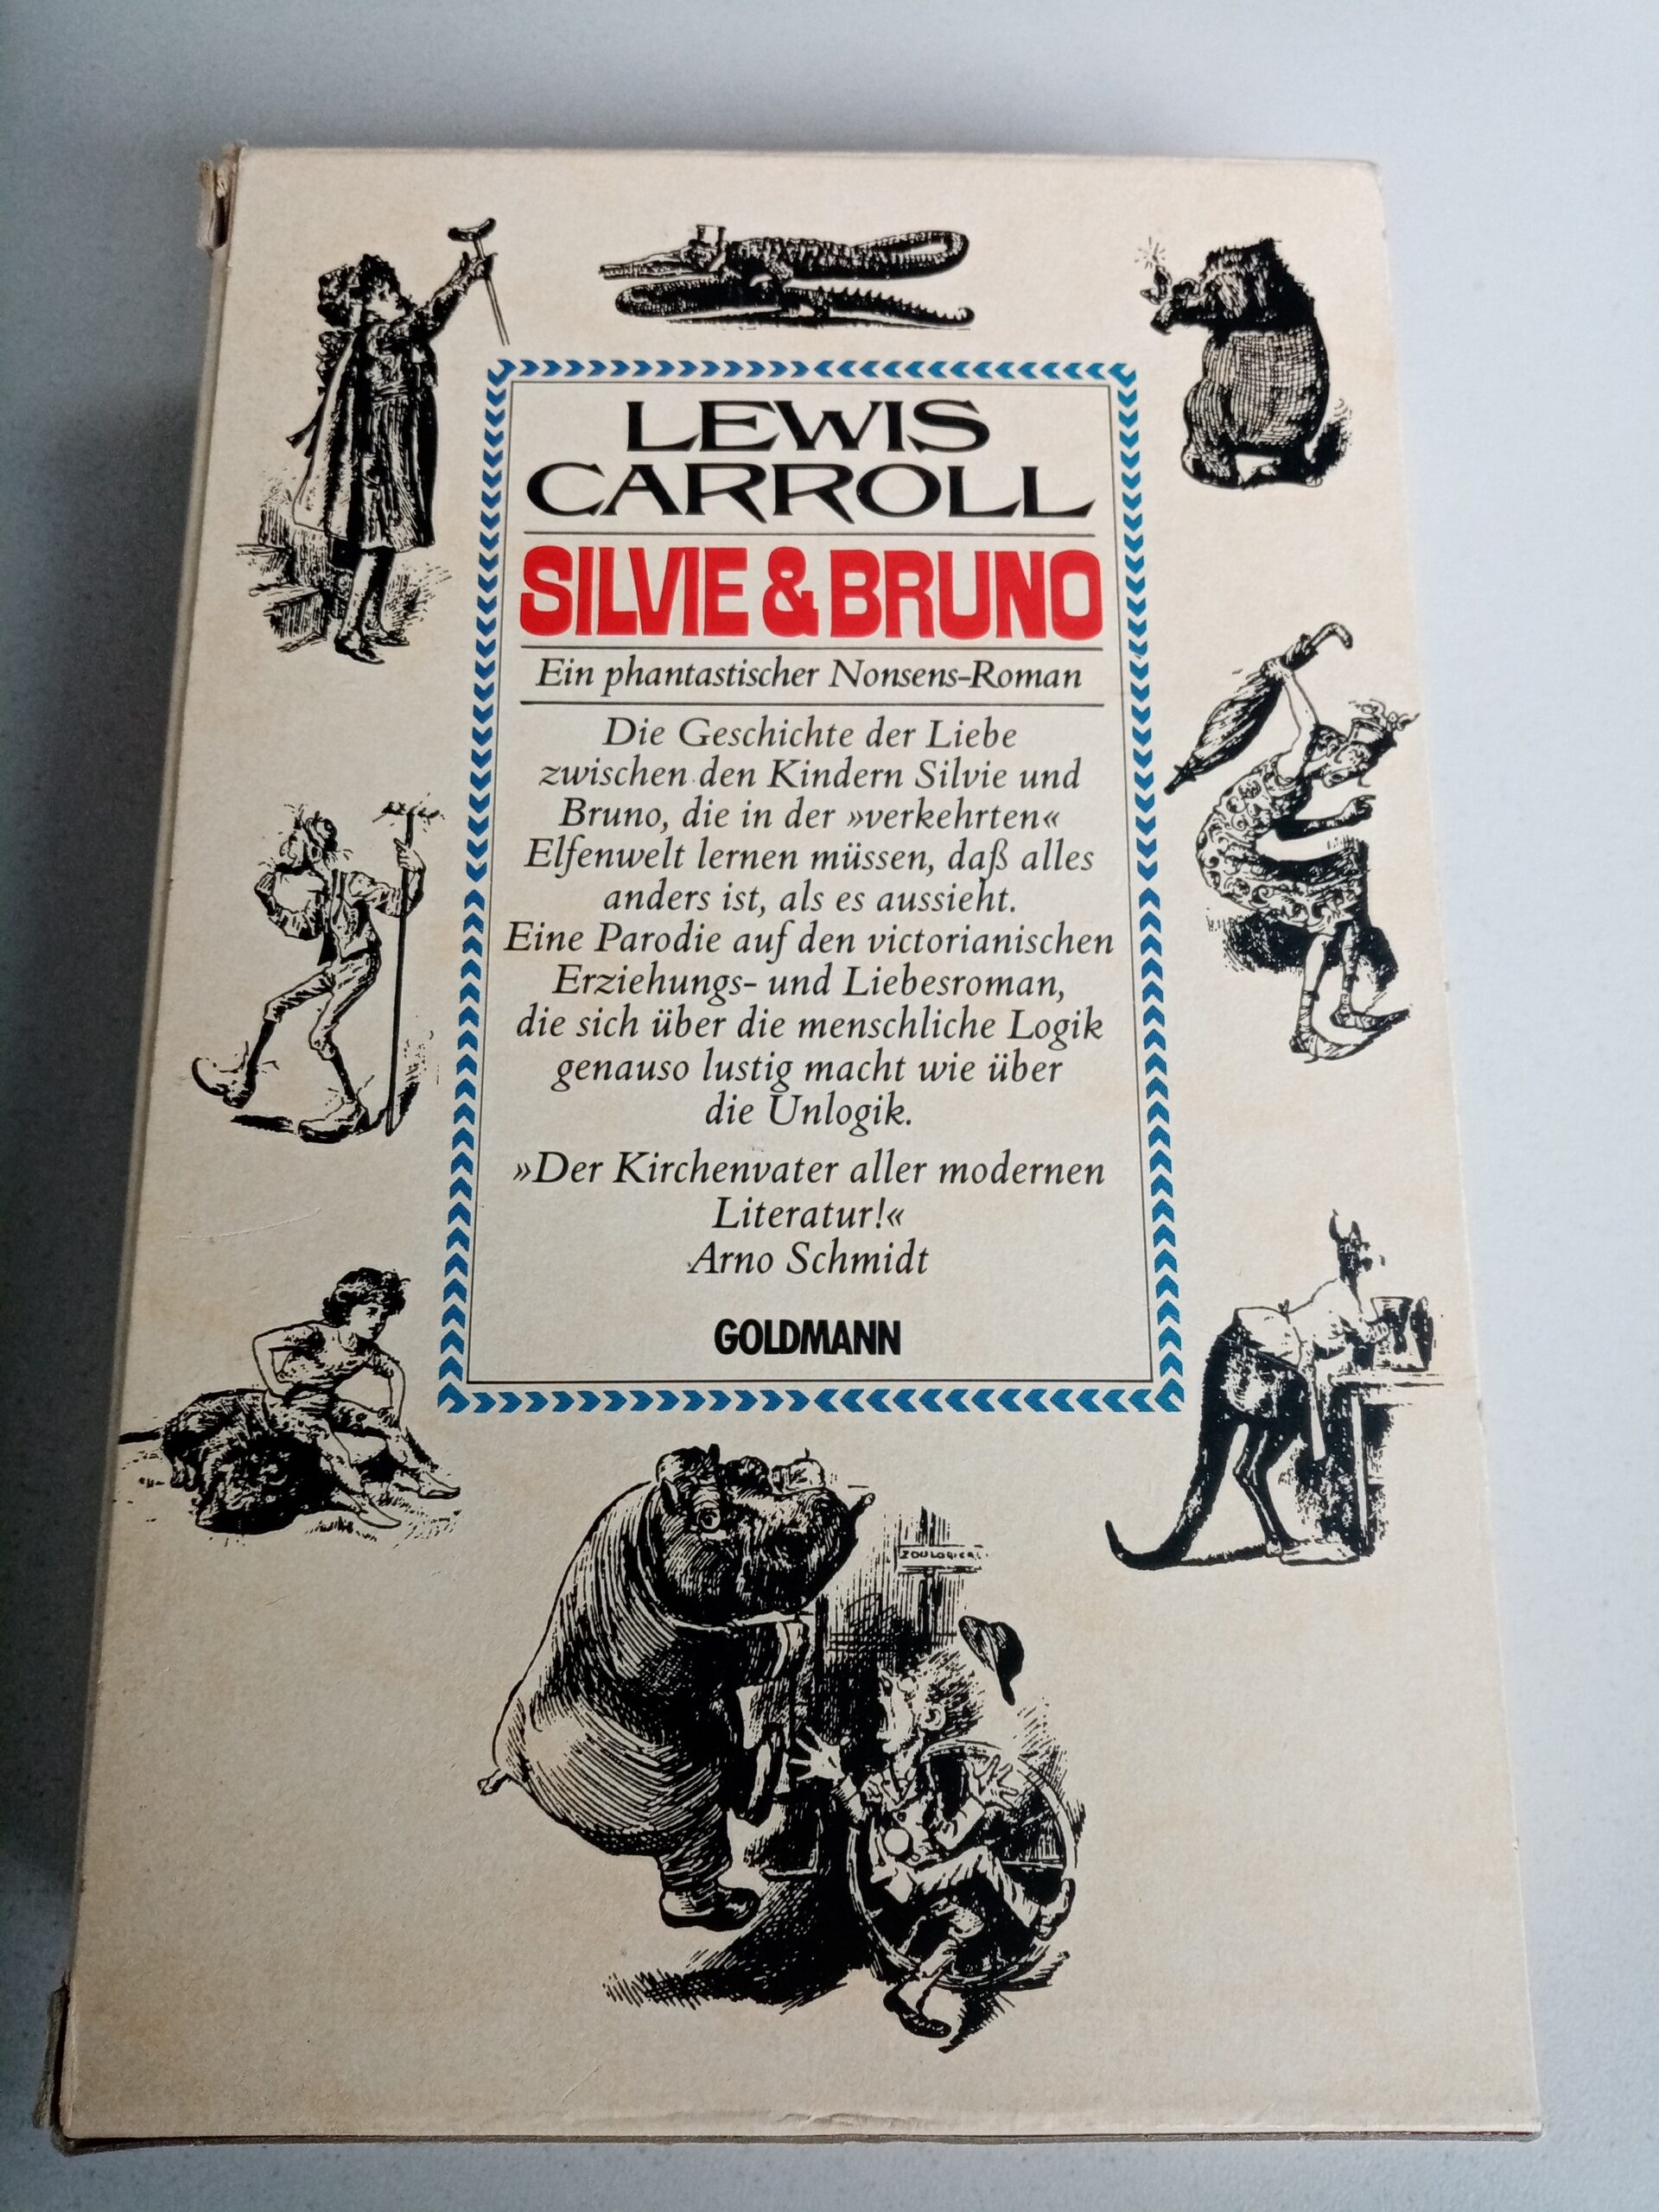 LEWIS
CARROLL
SILVIE & BRUNO
Ein phantastischer Nonsens-Roman
Die Geschichte der Liebe
zwischen den Kindern Silvie und
Bruno, die in der »verkehrten«
Elfenwelt lernen müssen, daß alles
anders ist, als es aussieht.
Eine Parodie auf den victorianischen
Erziehungs- und Liebesroman,
die sich über die menschliche Logik
genauso lustig macht wie über
die Unlogik.
»Der Kirchenvater aller modernen
Literatur!«
Arno Schmidt
GOLDMANN
ZOOLOGICAL